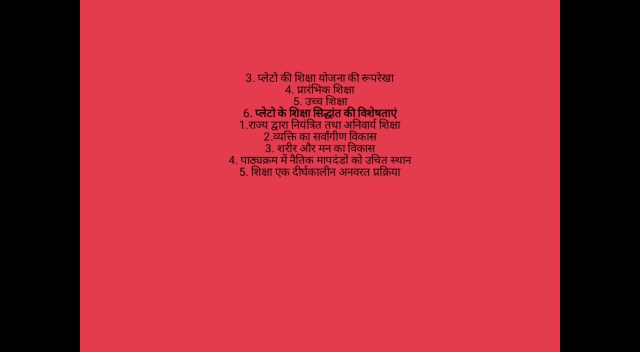 3. प्लेटो की शिक्षा योजना की रूपरेखा
4. प्रारंभिक शिक्षा
5. उच्च शिक्षा
6. प्लेटो के शिक्षा सिद्धांत की विशेषताएं
1.राज्य द्वारा नियंत्रित तथा अनिवार्य शिक्षा
2.व्यक्ति का सर्वांगीण विकास
3. शरीर और मन का विकास
4. पाठ्यक्रम में नैतिक मापदंडों को उचित स्थान
5. शिक्षा एक दीर्घकालीन अनवरत प्रक्रिया